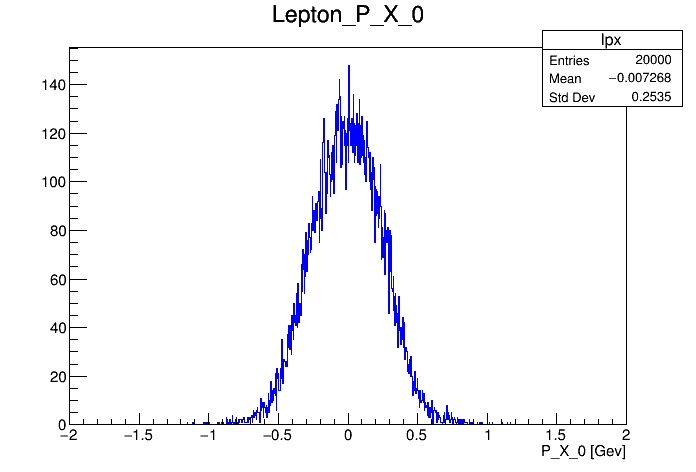 Lepton_P_X_0
lpx
Entries 20000
Mean −0.007268
Std Dev 0.2535
140
120
100
80
60
40
20
0
−2 −1.5 −1 −0.5 0 0.5 1 1.5 2
P_X_0 [Gev]